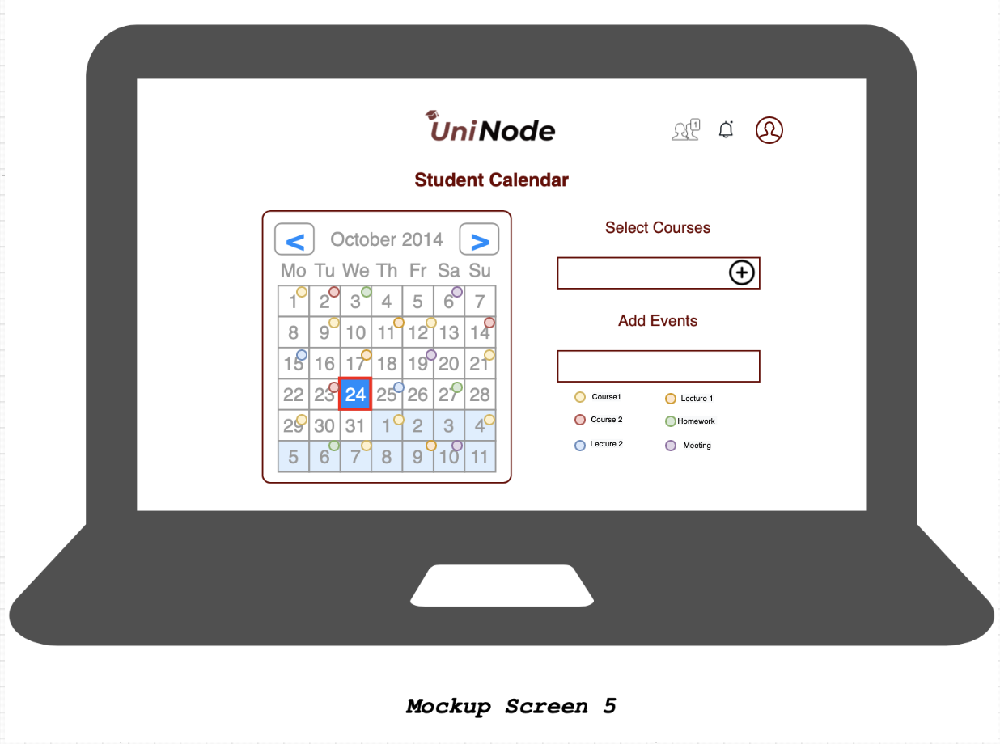 UniNode
1
Student Calendar
< October 2014 >
Mo Tu We Th Fr Sa Su
1 2 3 4 5 6 7
8 9 10 11 12 13 14
15 16 17 18 19 20 21
22 23 24 25 26 27 28
29 30 31 1 2 3 4
5 6 7 8 9 10 11
Select Courses
Add Events
Course1 Lecture 1
Course 2 Homework
Lecture 2 Meeting
Mockup Screen 5